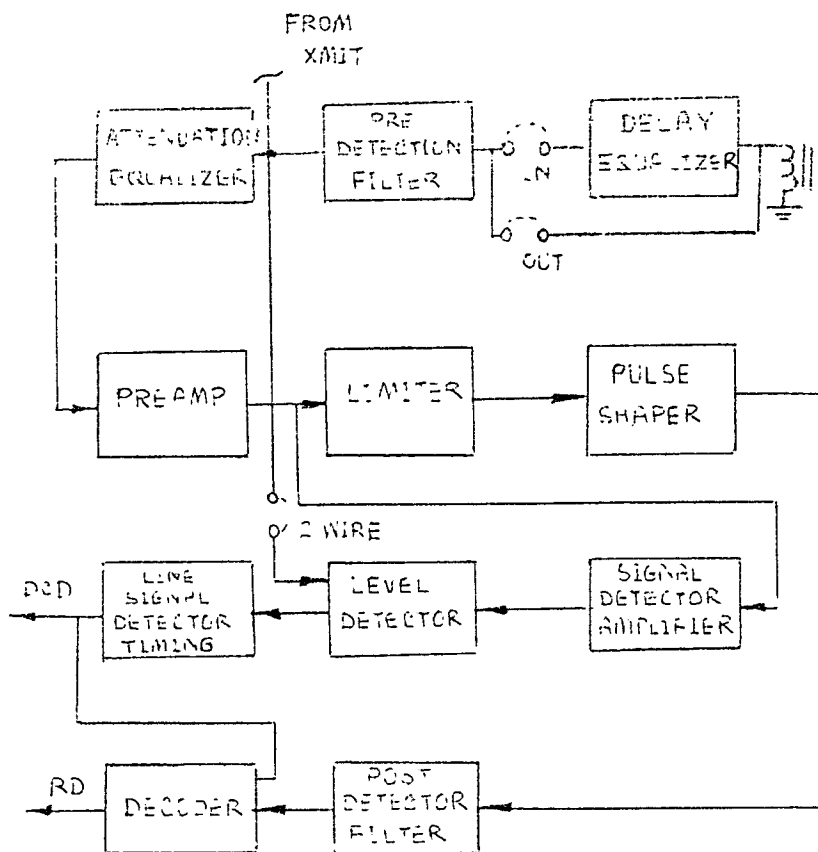 FROM
XMIT
ATTENUATION
EQUALIZER
PRE
DETECTION
FILTER
IN
OUT
DELAY
EQUALIZER
PREAMP
LIMITER
PULSE
SHAPER
2 WIRE
DCD
LINE
SIGNAL
DETECTOR
TIMING
LEVEL
DETECTOR
SIGNAL
DETECTOR
AMPLIFIER
RD
DECODER
POST
DETECTOR
FILTER